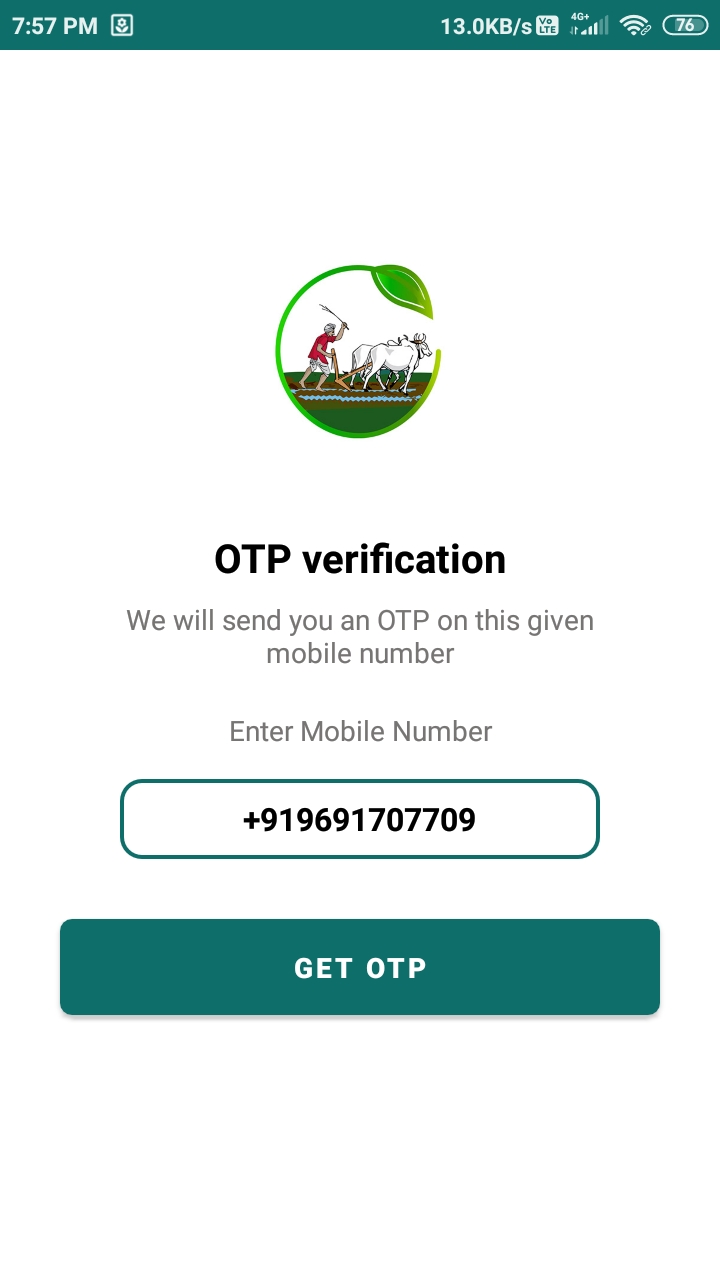 7:57 PM 13.0KB/s Vo LTE 4G+ 76
OTP verification
We will send you an OTP on this given
mobile number
Enter Mobile Number
+919691707709
GET OTP